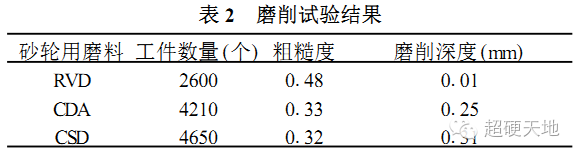 表 2 磨削试验结果
砂轮用磨料 工件数量(个) 粗糙度 磨削深度(mm)
RVD 2600 0.48 0.01
CDA 4210 0.33 0.25
CSD 4650 0.32
超硬天地